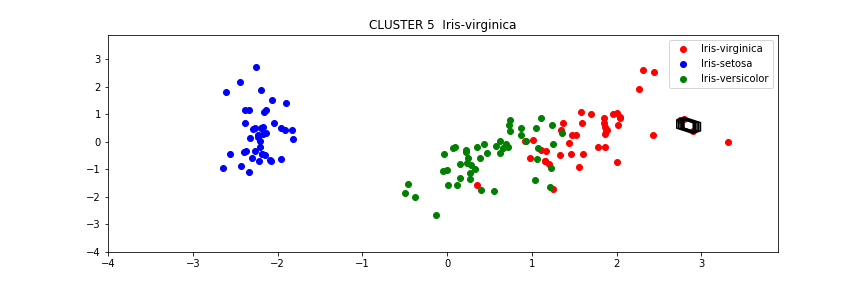 CLUSTER 5  Iris-virginica
Iris-virginica
Iris-setosa
Iris-versicolor
3
2
1
0
−1
−2
−3
−4
−4 −3 −2 −1 0 1 2 3